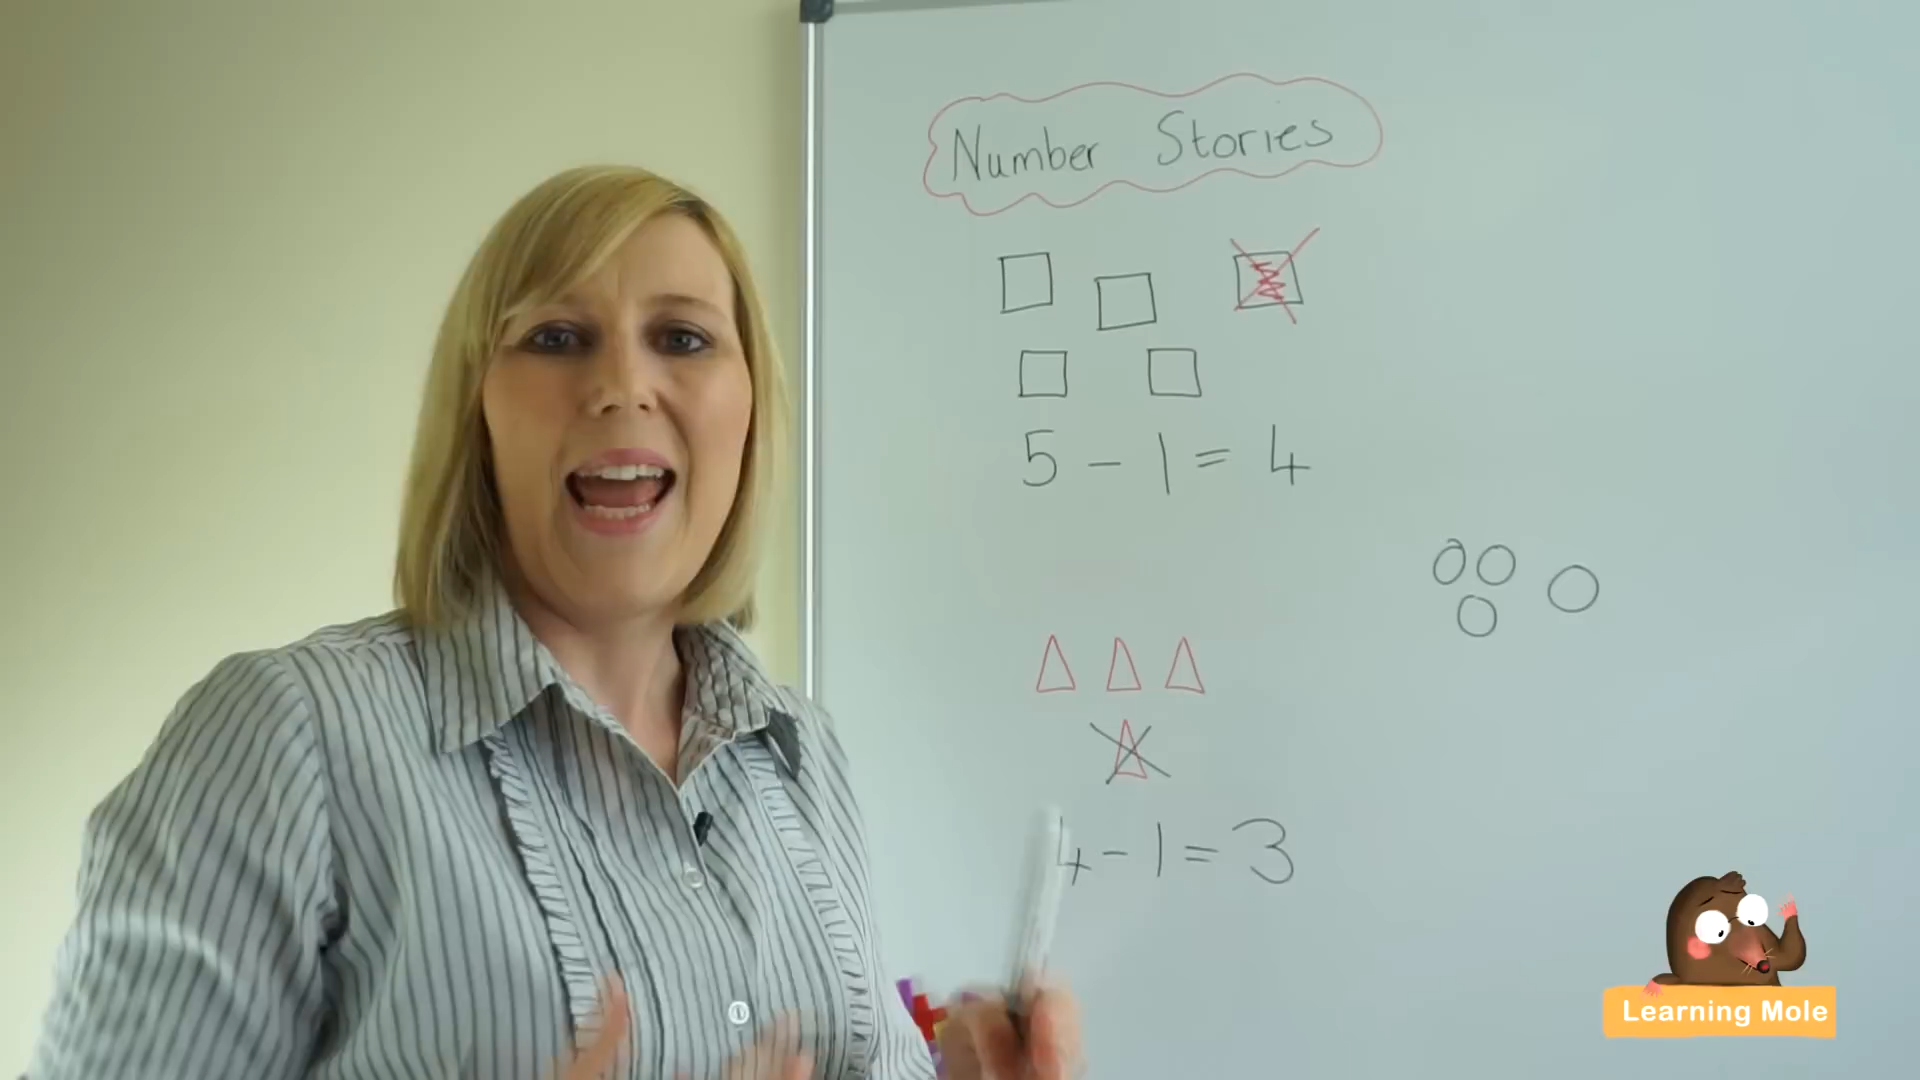 Number Stories
5 - 1 = 4
4 - 1 = 3
Learning Mole